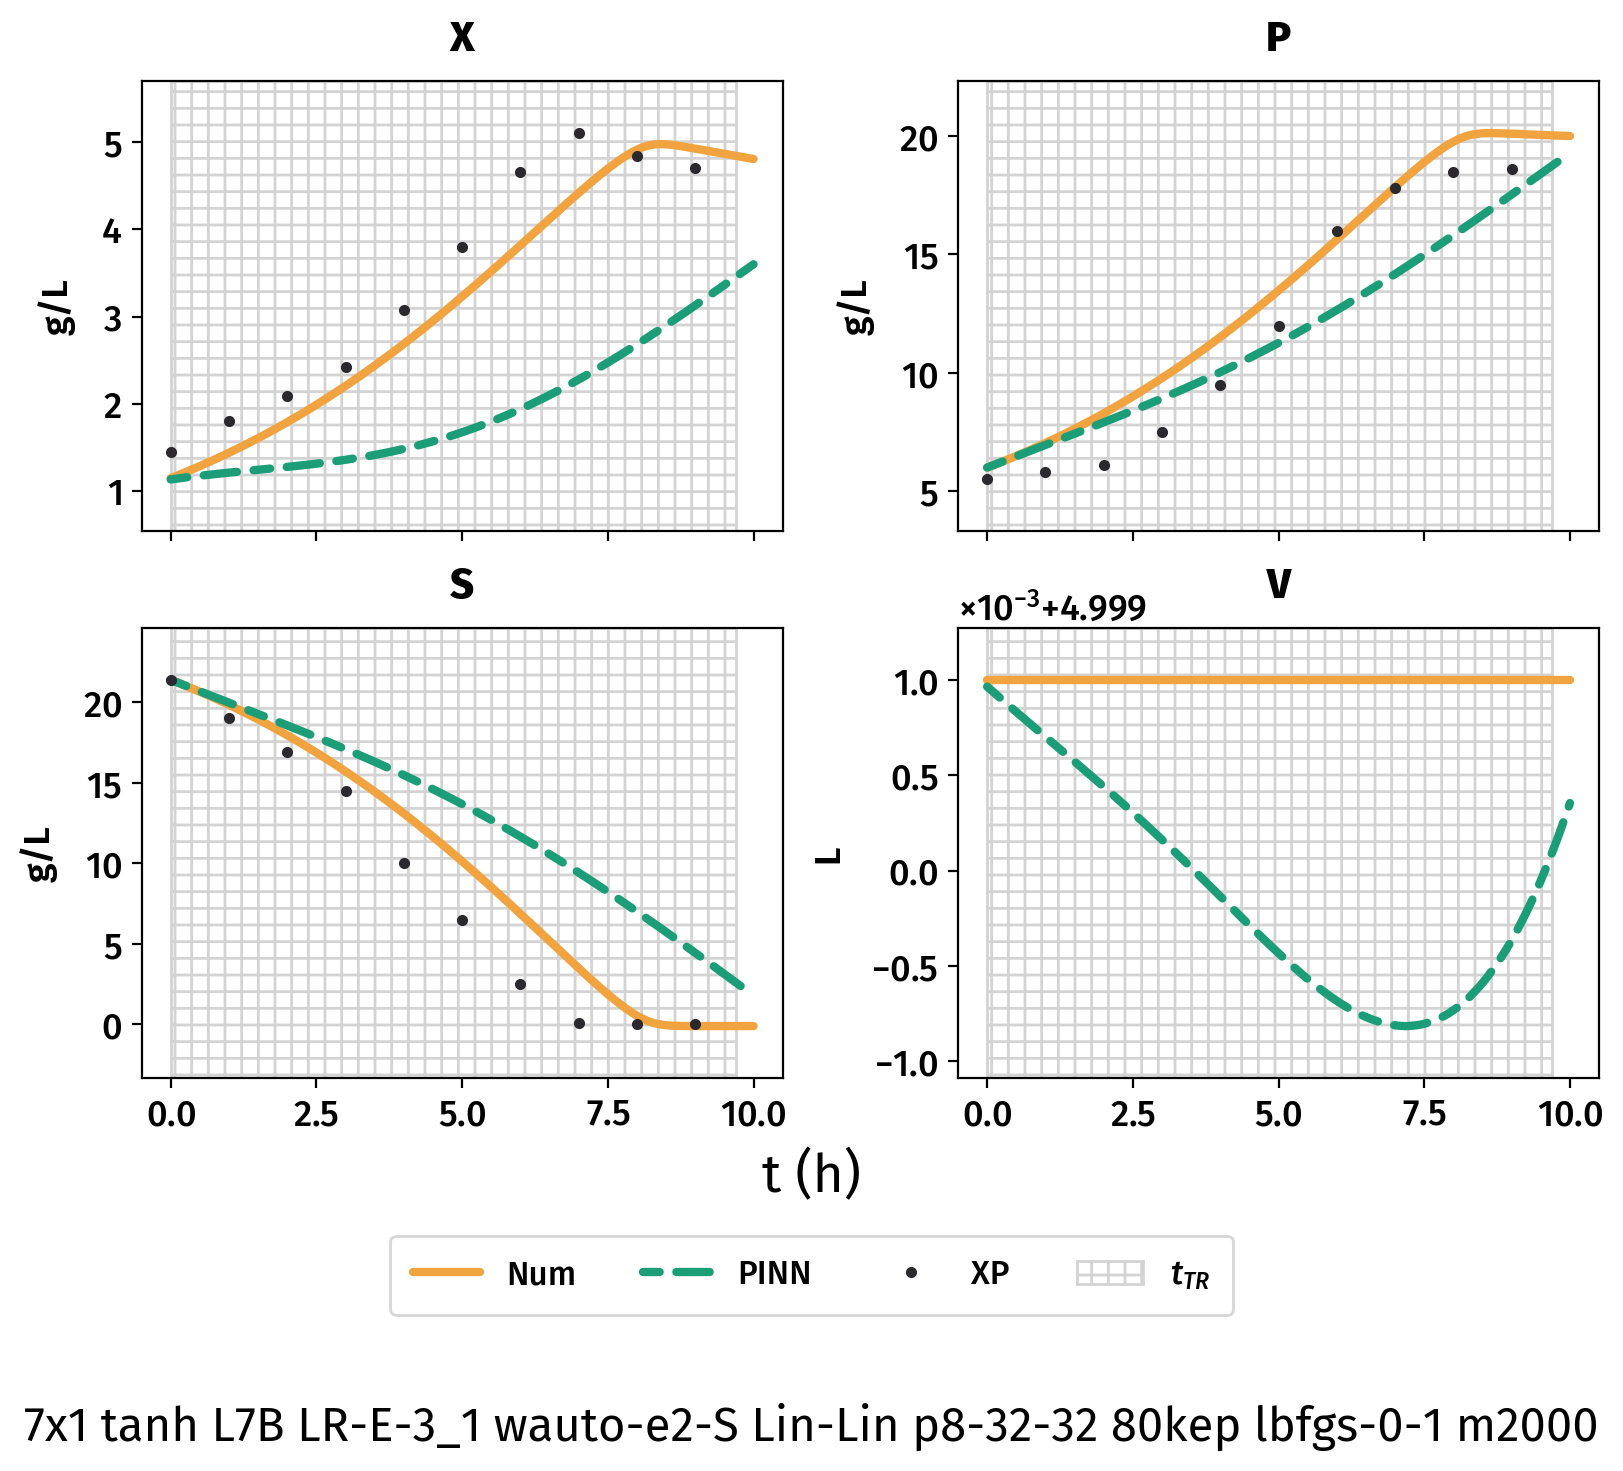 X
P
g/L
5
4
3
2
1
g/L
20
15
10
5
S
V
×10⁻³+4.999
g/L
20
15
10
5
0
L
1.0
0.5
0.0
−0.5
−1.0
0.0 2.5 5.0 7.5 10.0
0.0 2.5 5.0 7.5 10.0
t (h)
Num PINN XP t_TR
7x1 tanh L7B LR-E-3_1 wauto-e2-S Lin-Lin p8-32-32 80kep lbfgs-0-1 m2000